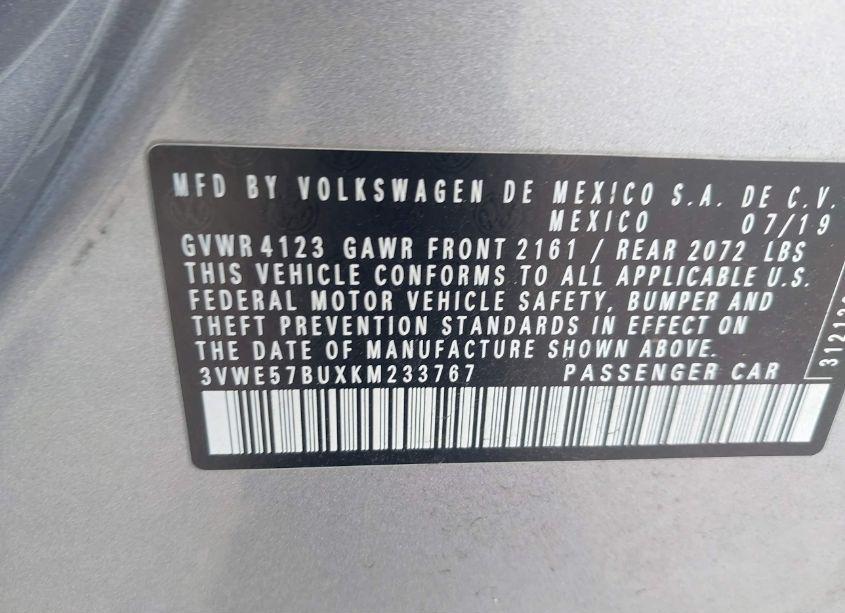 MFD BY VOLKSWAGEN DE MEXICO S.A. DE C.V.
MEXICO 07/19
GVWR 4123 GAWR FRONT 2161 / REAR 2072 LBS
THIS VEHICLE CONFORMS TO ALL APPLICABLE U.S.
FEDERAL MOTOR VEHICLE SAFETY, BUMPER AND
THEFT PREVENTION STANDARDS IN EFFECT ON
THE DATE OF MANUFACTURE SHOWN ABOVE.
3VWE57BUXKM233767 PASSENGER CAR